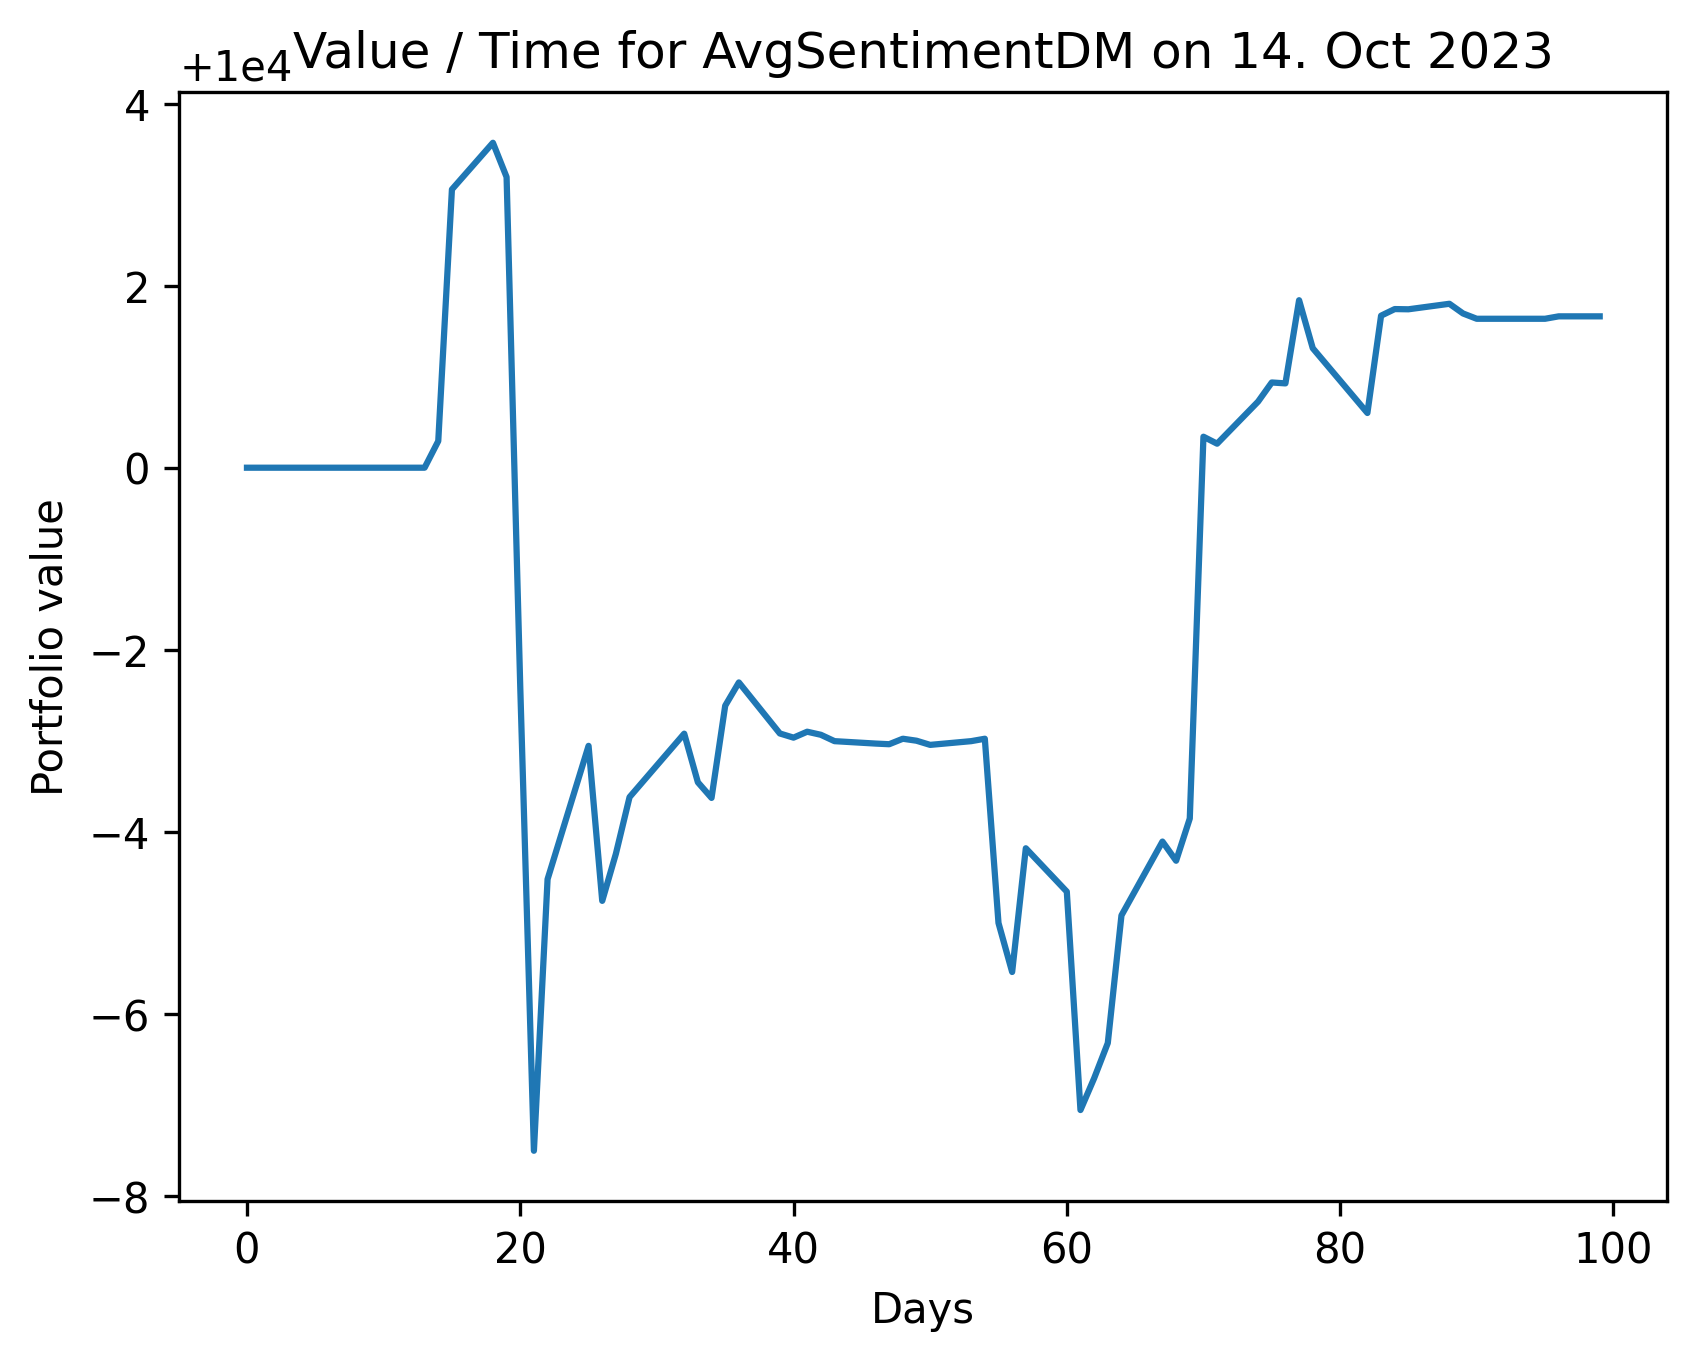 Value / Time for AvgSentimentDM on 14. Oct 2023
+1e4
4
2
0
−2
−4
−6
−8
Portfolio value
0 20 40 60 80 100
Days